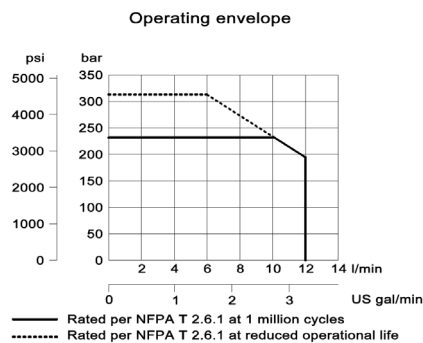 Operating envelope
psi bar
5000 350
4000 300
250
3000 200
2000 150
1000 100
50
0 0
2 4 6 8 10 12 14 l/min
0 1 2 3 US gal/min
Rated per NFPA T 2.6.1 at 1 million cycles
Rated per NFPA T 2.6.1 at reduced operational life